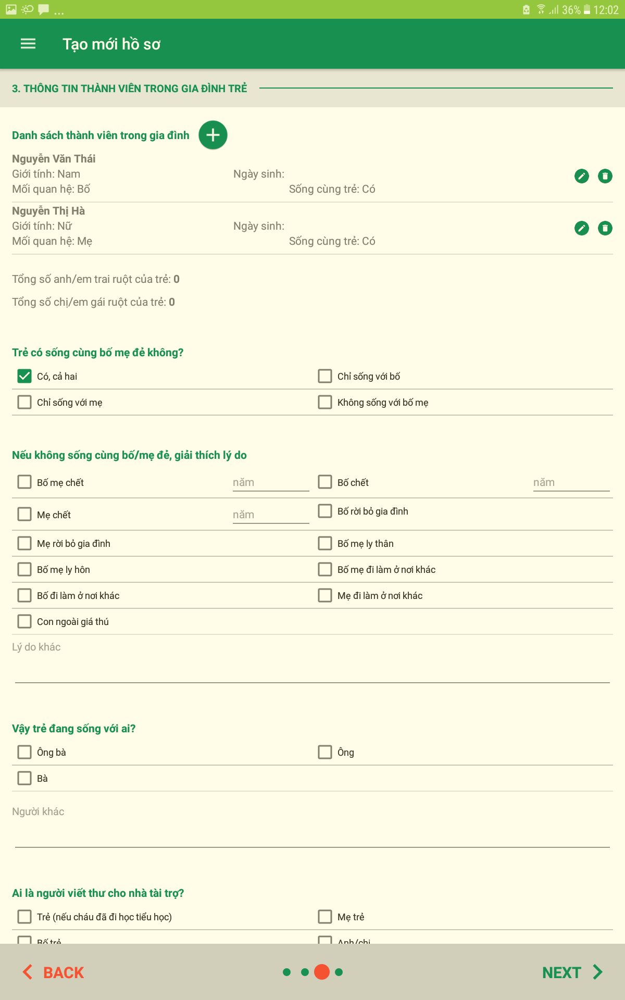 ... 36% 12:02
Tạo mới hồ sơ
3. THÔNG TIN THÀNH VIÊN TRONG GIA ĐÌNH TRẺ
Danh sách thành viên trong gia đình
Nguyễn Văn Thái
Giới tính: Nam Ngày sinh:
Mối quan hệ: Bố Sống cùng trẻ: Có
Nguyễn Thị Hà
Giới tính: Nữ Ngày sinh:
Mối quan hệ: Mẹ Sống cùng trẻ: Có
Tổng số anh/em trai ruột của trẻ: 0
Tổng số chị/em gái ruột của trẻ: 0
Trẻ có sống cùng bố mẹ đẻ không?
Có, cả hai Chỉ sống với bố
Chỉ sống với mẹ Không sống với bố mẹ
Nếu không sống cùng bố/mẹ đẻ, giải thích lý do
Bố mẹ chết năm Bố chết năm
Mẹ chết năm Bố rời bỏ gia đình
Mẹ rời bỏ gia đình Bố mẹ ly thân
Bố mẹ ly hôn Bố mẹ đi làm ở nơi khác
Bố đi làm ở nơi khác Mẹ đi làm ở nơi khác
Con ngoài giá thú
Lý do khác
Vậy trẻ đang sống với ai?
Ông bà Ông
Bà
Người khác
Ai là người viết thư cho nhà tài trợ?
Trẻ (nếu cháu đã đi học tiểu học) Mẹ trẻ
Bố trẻ Anh/chị
BACK NEXT